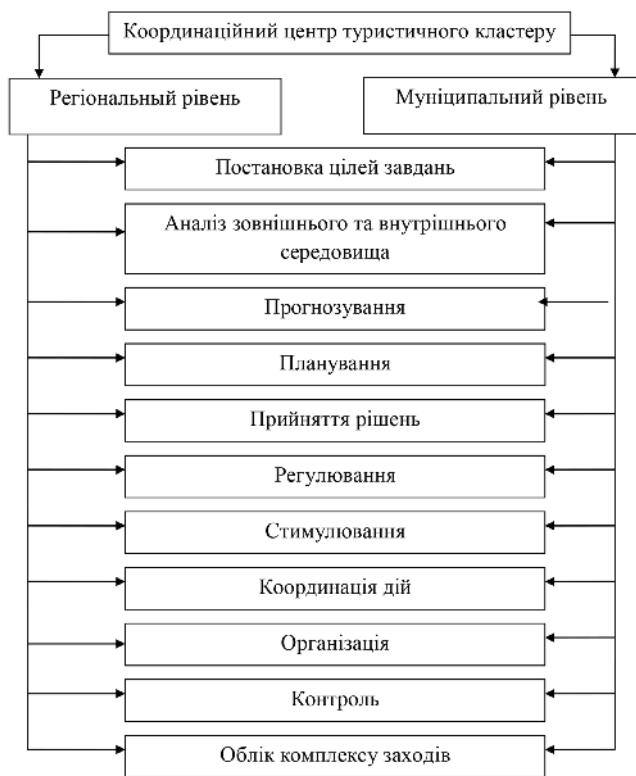 Координаційний центр туристичного кластеру
Регіональный рівень
Муніципальний рівень
Постановка цілей завдань
Аналіз зовнішнього та внутрішнього
середовища
Прогнозування
Планування
Прийняття рішень
Регулювання
Стимулювання
Координація дій
Організація
Контроль
Облік комплексу заходів